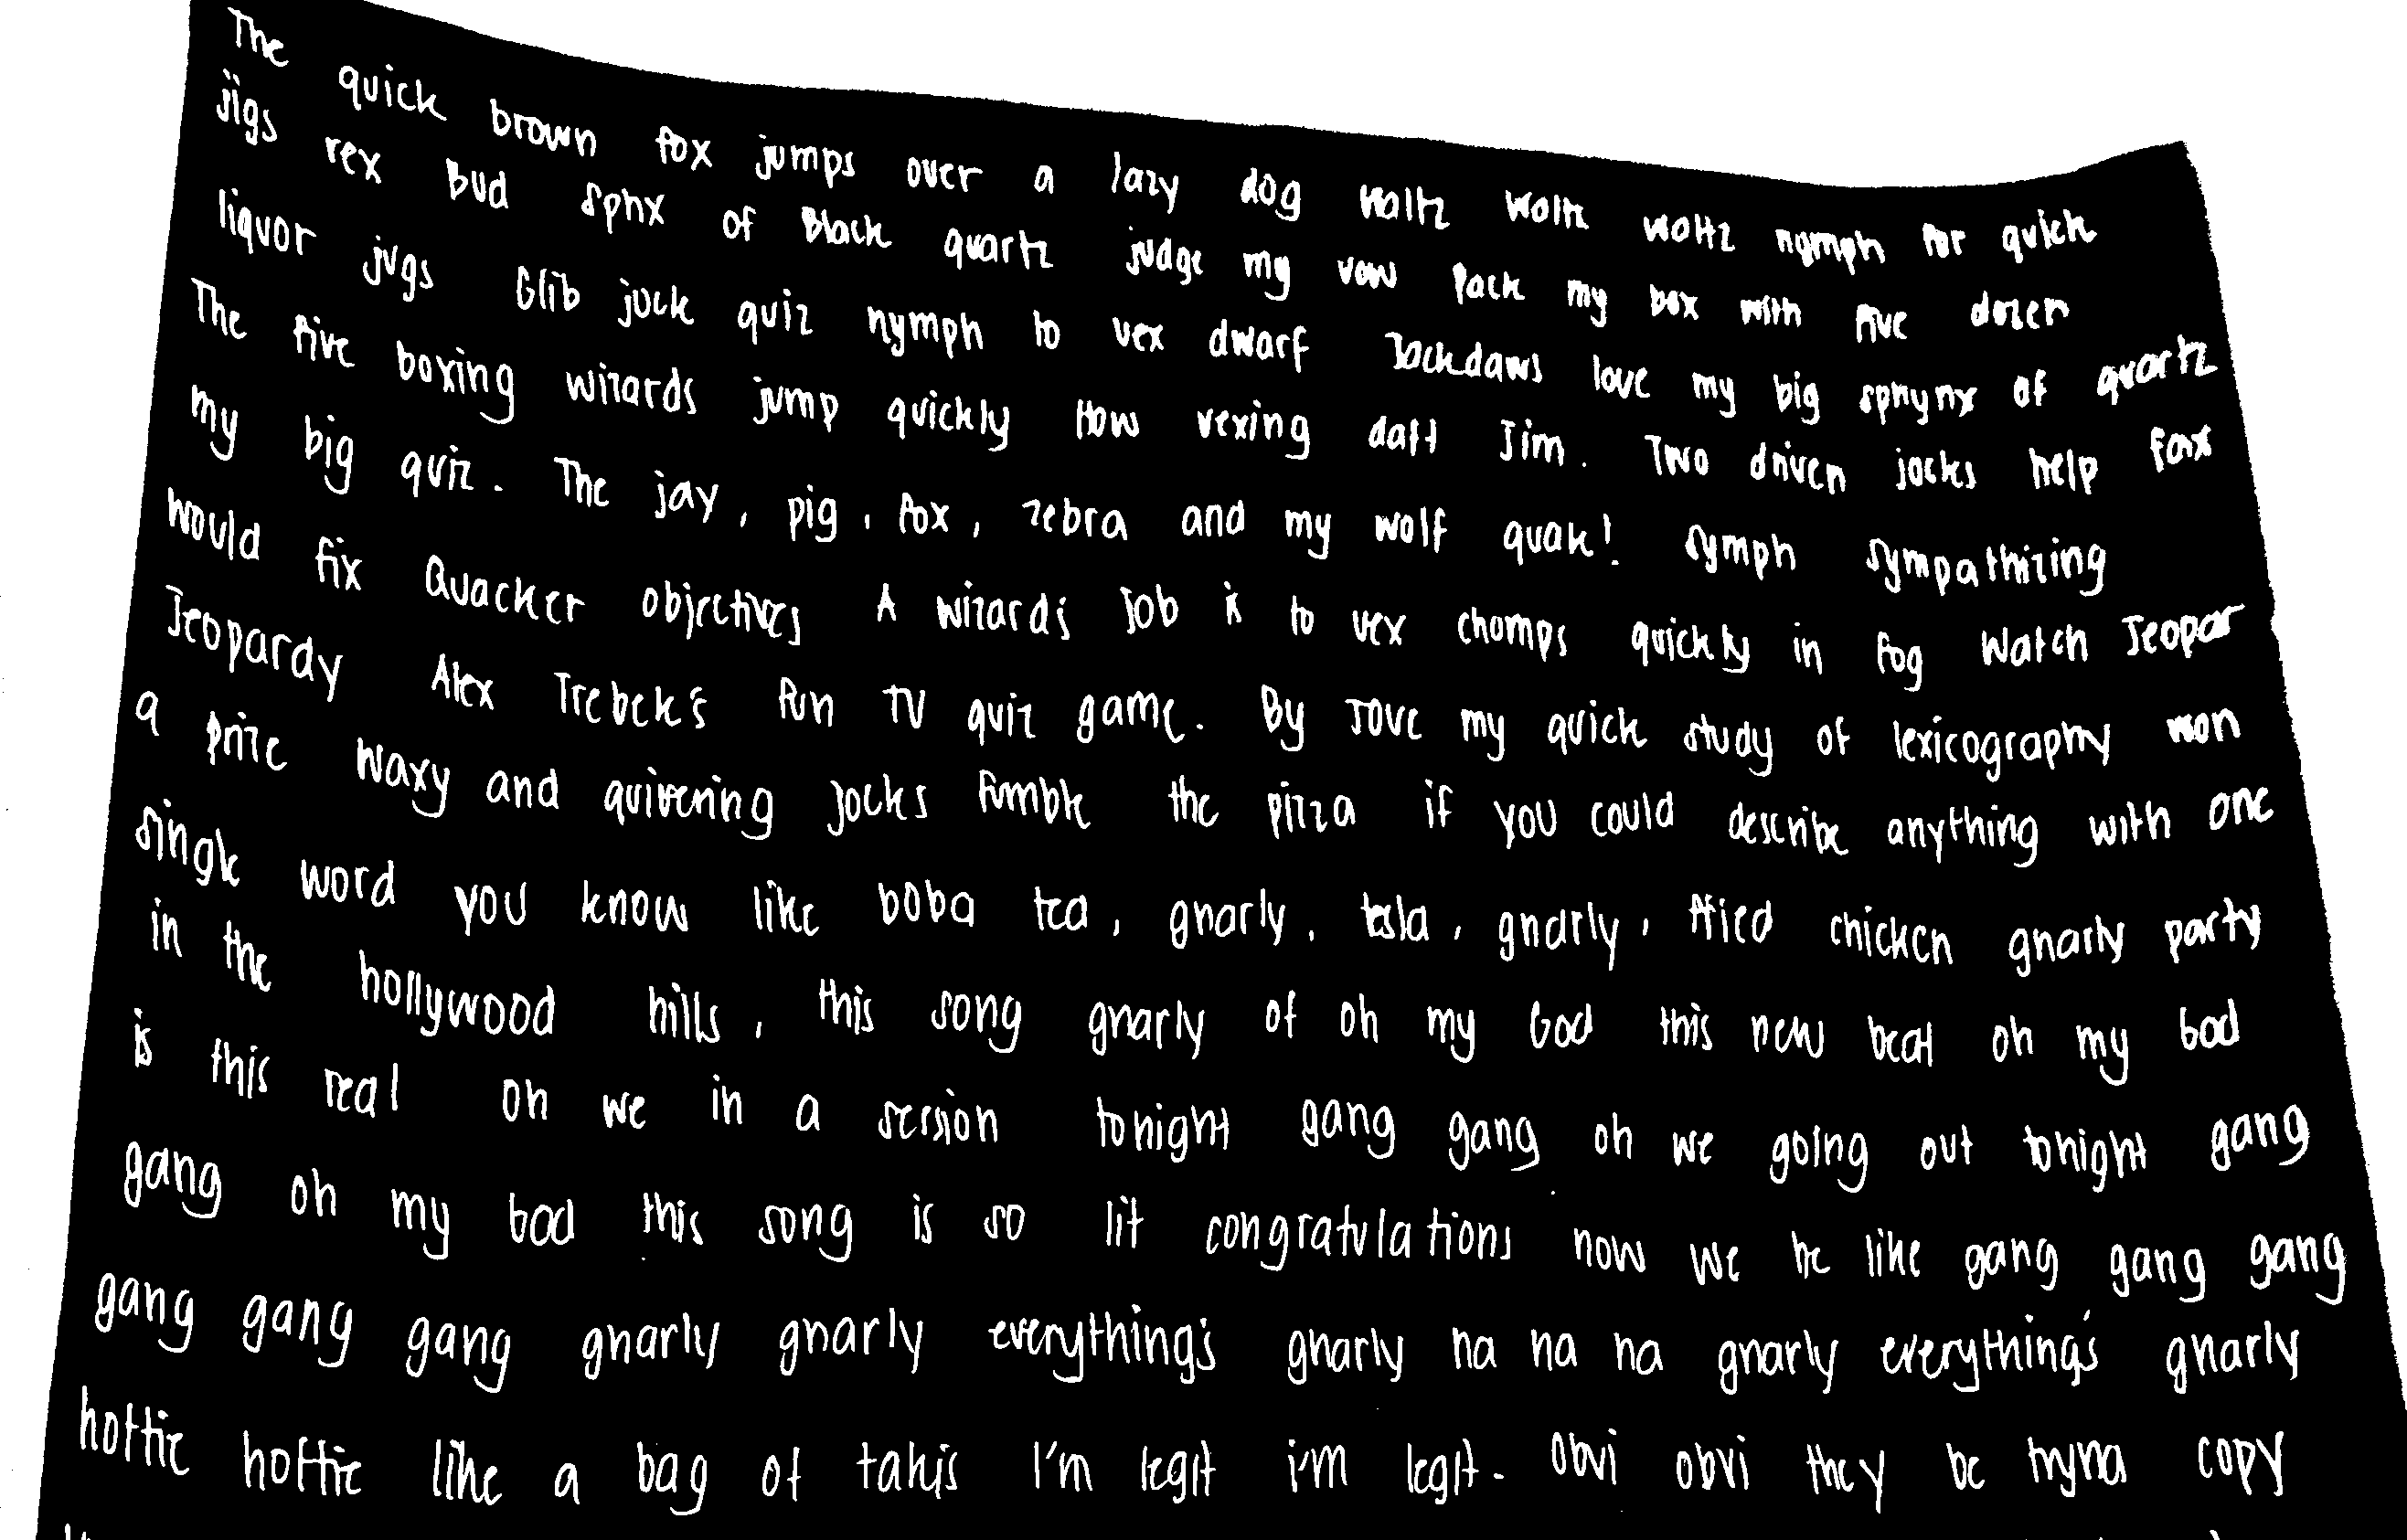 The quick brown fox jumps over a lazy dog waltz waltz waltz nymph for quick
jigs rex Bud sphx of Black quartz judge my vow Pack my box with five dozen
liquor jugs Glib jock quiz nymph to vex dwarf Jackdaws love my big sphynx of quartz
The five boxing wizards jump quickly How vexing daft Jim. Two driven jocks help fax
my big quiz. The jay, pig, fox, zebra and my wolf quak! Symph sympathizing
would fix Quacker objectives A wizard's job is to vex chomps quickly in fog Watch Jeopar
Jeopardy Alex Trebek's Fun TV quiz game. By Jove my quick study of lexicography won
a prize Waxy and quivering jocks fumble the pizza if you could describe anything with one
single word you know like boba tea, gnarly, tesla, gnarly, fried chicken gnarly party
in the hollywood hills, this song gnarly of oh my God this new beat oh my god
is this real oh we in a session tonight gang gang oh we going out tonight gang
gang oh my god this song is so lit congratulations now we be like gang gang gang
gang gang gang gnarly gnarly everything's gnarly na na na gnarly everything's gnarly
hottie hottie like a bag of takis I'm legit i'm legit. Obvi obvi they be tryna copy